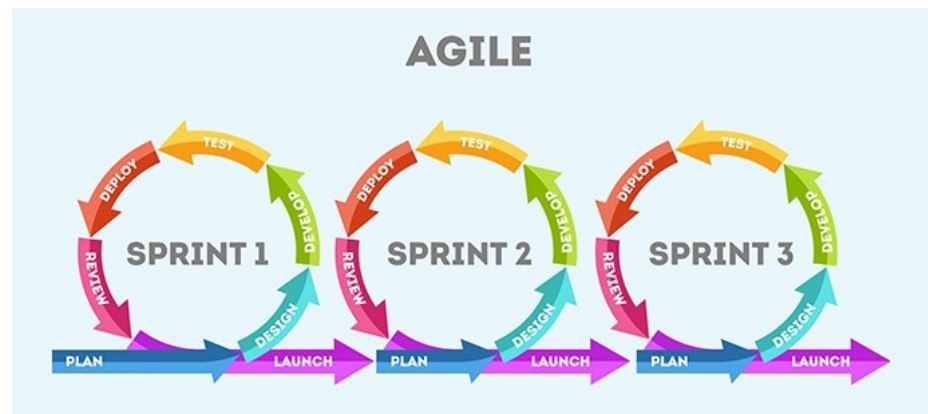 AGILE
TEST
DEPLOY
DEVELOP
SPRINT 1
REVIEW
DESIGN
PLAN
LAUNCH
TEST
DEPLOY
DEVELOP
SPRINT 2
REVIEW
DESIGN
PLAN
LAUNCH
TEST
DEPLOY
DEVELOP
SPRINT 3
REVIEW
DESIGN
PLAN
LAUNCH